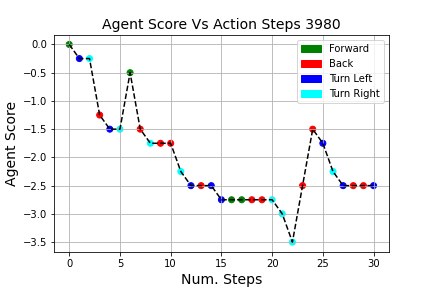 Agent Score Vs Action Steps 3980
Forward
Back
Turn Left
Turn Right
Agent Score
0.0
−0.5
−1.0
−1.5
−2.0
−2.5
−3.0
−3.5
0 5 10 15 20 25 30
Num. Steps